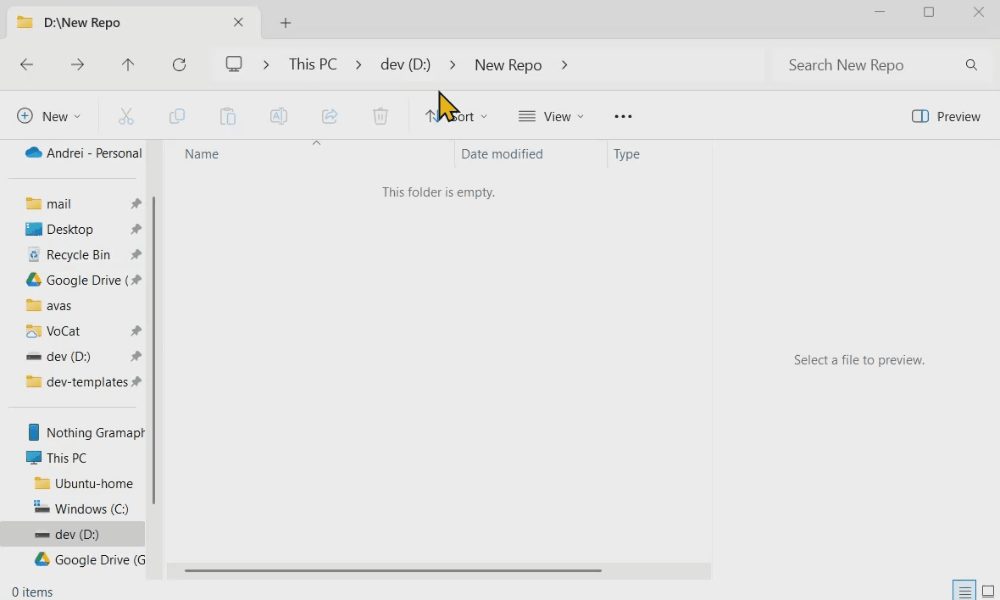 D:\New Repo
This PC
dev (D:)
New Repo
Search New Repo
New
Sort
View
Preview
Andrei - Personal
mail
Desktop
Recycle Bin
Google Drive (
avas
VoCat
dev (D:)
dev-templates
Nothing Gramaph
This PC
Ubuntu-home
Windows (C:)
dev (D:)
Google Drive (G
Name
Date modified
Type
This folder is empty.
Select a file to preview.
0 items